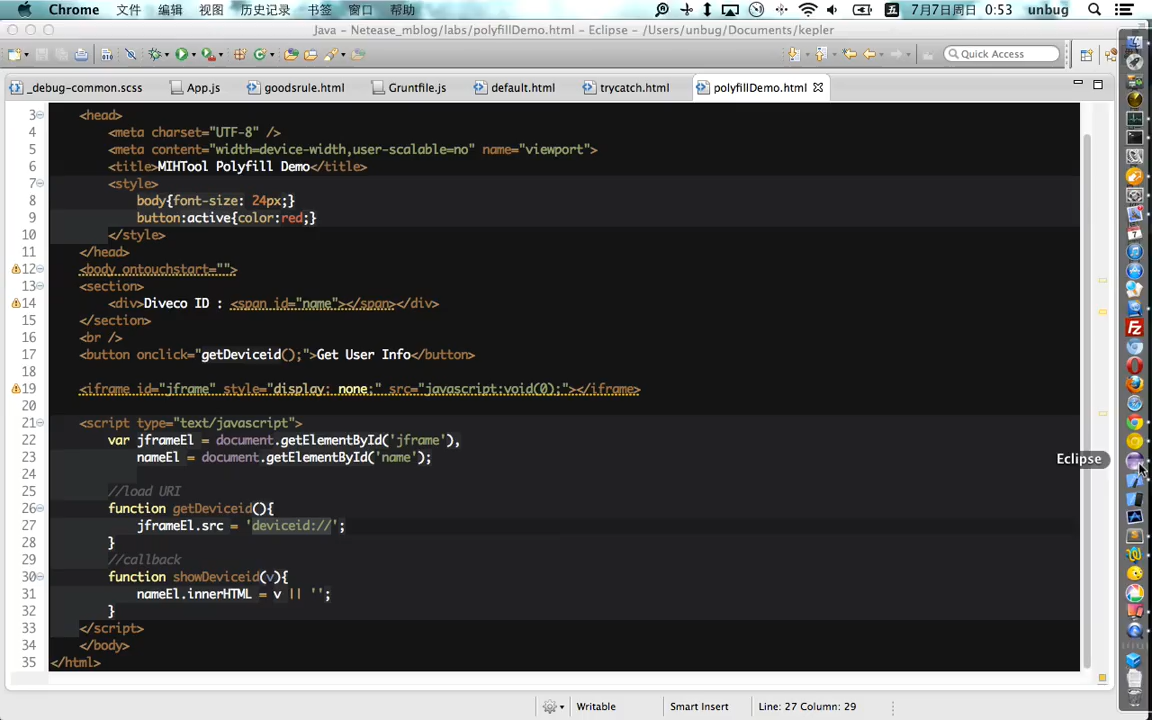 Chrome 文件 编辑 视图 历史记录 书签 窗口 帮助 五 7月7日周日 0:53 unbug
Java – Netease_mblog/labs/polyfillDemo.html – Eclipse – /Users/unbug/Documents/kepler
Quick Access
_debug-common.scss App.js goodsrule.html Gruntfile.js default.html trycatch.html polyfillDemo.html
3 <head>
4 <meta charset="UTF-8" />
5 <meta content="width=device-width,user-scalable=no" name="viewport">
6 <title>MIHTool Polyfill Demo</title>
7 <style>
8 body{font-size: 24px;}
9 button:active{color:red;}
10 </style>
11 </head>
12 <body ontouchstart="">
13 <section>
14 <div>Diveco ID : <span id="name"></span></div>
15 </section>
16 <br />
17 <button onclick="getDeviceid();">Get User Info</button>
18
19 <iframe id="jframe" style="display: none;" src="javascript:void(0);"></iframe>
20
21 <script type="text/javascript">
22 var jframeEl = document.getElementById('jframe'),
23 nameEl = document.getElementById('name');
24
25 //load URI
26 function getDeviceid(){
27 jframeEl.src = 'deviceid://';
28 }
29 //callback
30 function showDeviceid(v){
31 nameEl.innerHTML = v || '';
32 }
33 </script>
34 </body>
35 </html>
Eclipse
Writable Smart Insert Line: 27 Column: 29